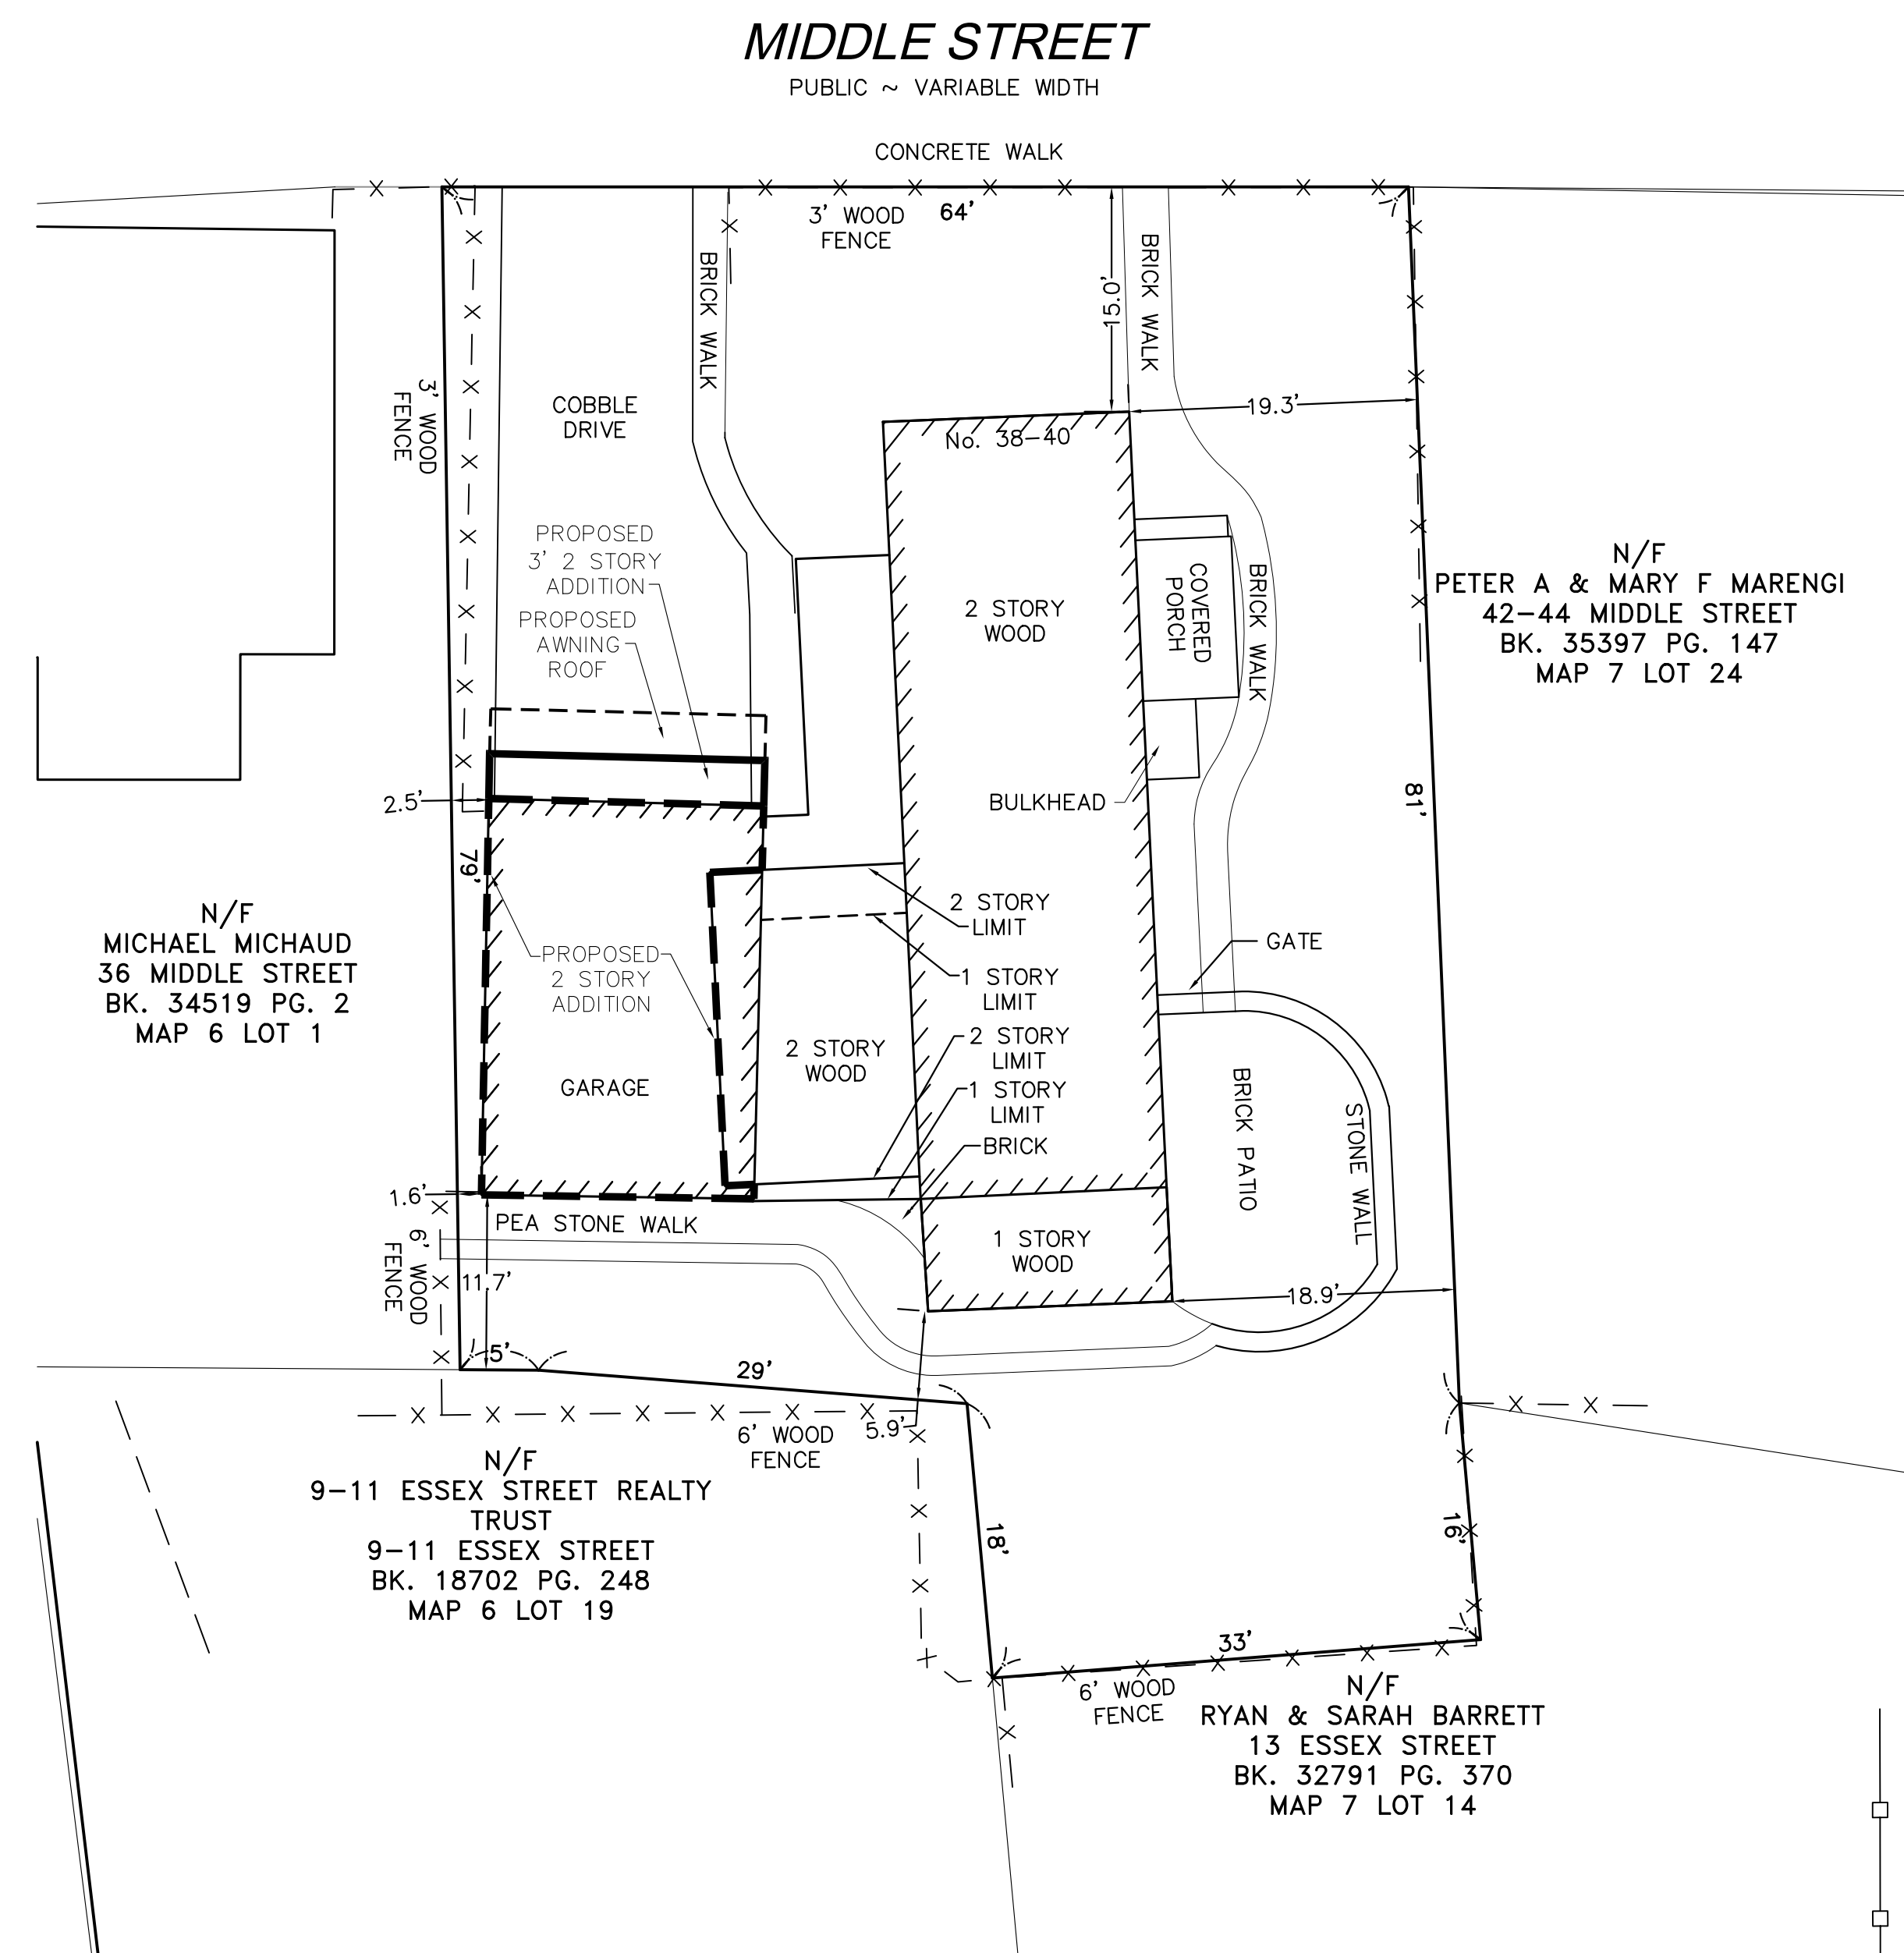 MIDDLE STREET
PUBLIC ~ VARIABLE WIDTH
CONCRETE WALK
3' WOOD
FENCE
64'
BRICK WALK
BRICK WALK
15.0'
3' WOOD
FENCE
COBBLE
DRIVE
No. 38-40
19.3'
PROPOSED
3' 2 STORY
ADDITION
PROPOSED
AWNING
ROOF
2 STORY
WOOD
COVERED
PORCH
BRICK WALK
N/F
PETER A & MARY F MARENGI
42-44 MIDDLE STREET
BK. 35397 PG. 147
MAP 7 LOT 24
2.5'
BULKHEAD
81'
79'
N/F
MICHAEL MICHAUD
36 MIDDLE STREET
BK. 34519 PG. 2
MAP 6 LOT 1
2 STORY
LIMIT
GATE
PROPOSED
2 STORY
ADDITION
1 STORY
LIMIT
2 STORY
WOOD
2 STORY
LIMIT
GARAGE
1 STORY
LIMIT
BRICK
BRICK PATIO
STONE WALL
1.6'
PEA STONE WALK
6' WOOD
FENCE
11.7'
1 STORY
WOOD
18.9'
5'
29'
6' WOOD
FENCE
5.9'
N/F
9-11 ESSEX STREET REALTY
TRUST
9-11 ESSEX STREET
BK. 18702 PG. 248
MAP 6 LOT 19
18'
16'
33'
6' WOOD
FENCE
N/F
RYAN & SARAH BARRETT
13 ESSEX STREET
BK. 32791 PG. 370
MAP 7 LOT 14